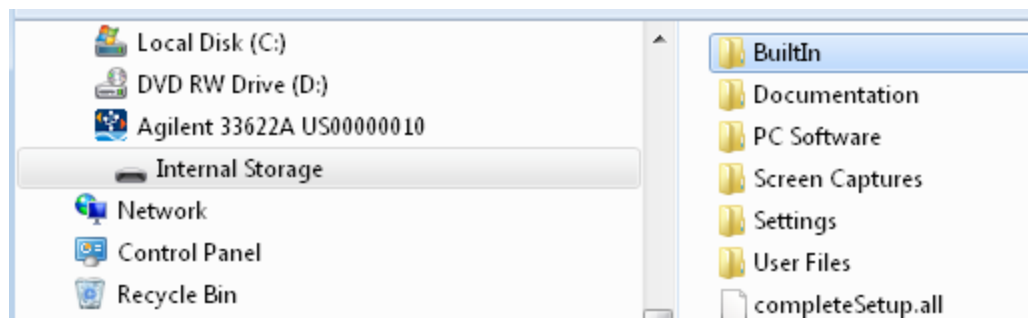 Local Disk (C:)
DVD RW Drive (D:)
Agilent 33622A US00000010
Internal Storage
Network
Control Panel
Recycle Bin
BuiltIn
Documentation
PC Software
Screen Captures
Settings
User Files
completeSetup.all